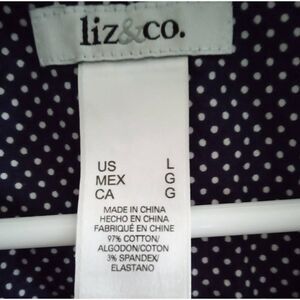 liz&co.
US L
MEX G
CA G
MADE IN CHINA
HECHO EN CHINA
FABRIQUÉ EN CHINE
97% COTTON/
ALGODON/COTON
3% SPANDEX/
ELASTANO